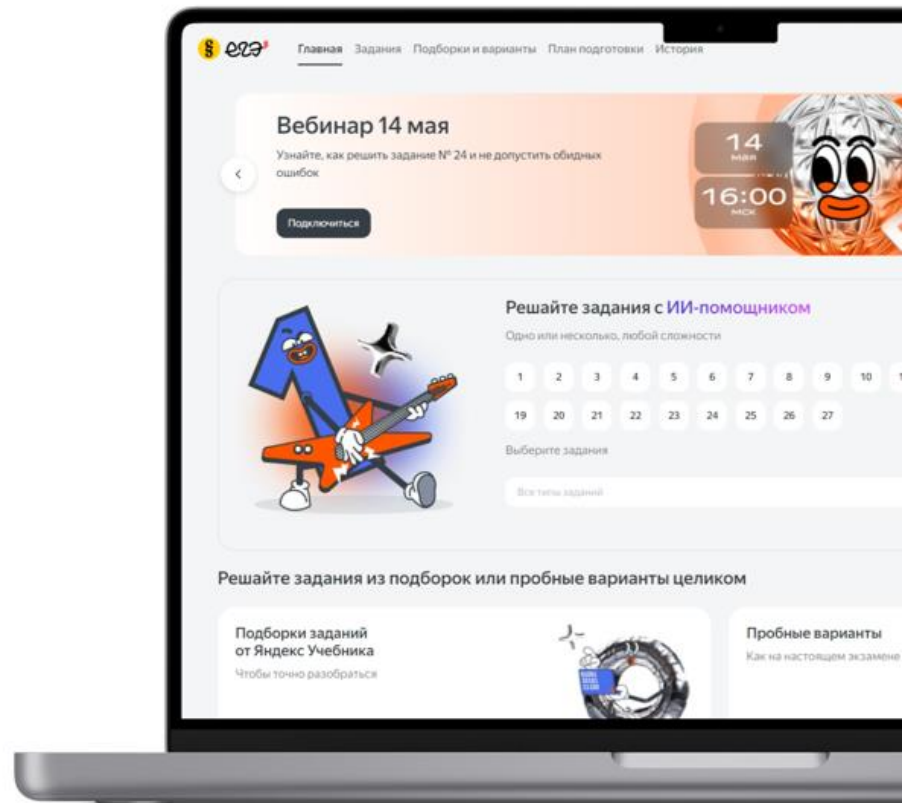 § егэ
Главная Задания Подборки и варианты План подготовки История
Вебинар 14 мая
Узнайте, как решить задание № 24 и не допустить обидных
ошибок
Подключиться
14
мая
16:00
МСК
Решайте задания с ИИ-помощником
Одно или несколько, любой сложности
1 2 3 4 5 6 7 8 9 10
19 20 21 22 23 24 25 26 27
Выберите задания
Все типы заданий
Решайте задания из подборок или пробные варианты целиком
Подборки заданий
от Яндекс Учебника
Чтобы точно разобраться
Пробные варианты
Как на настоящем экзамене